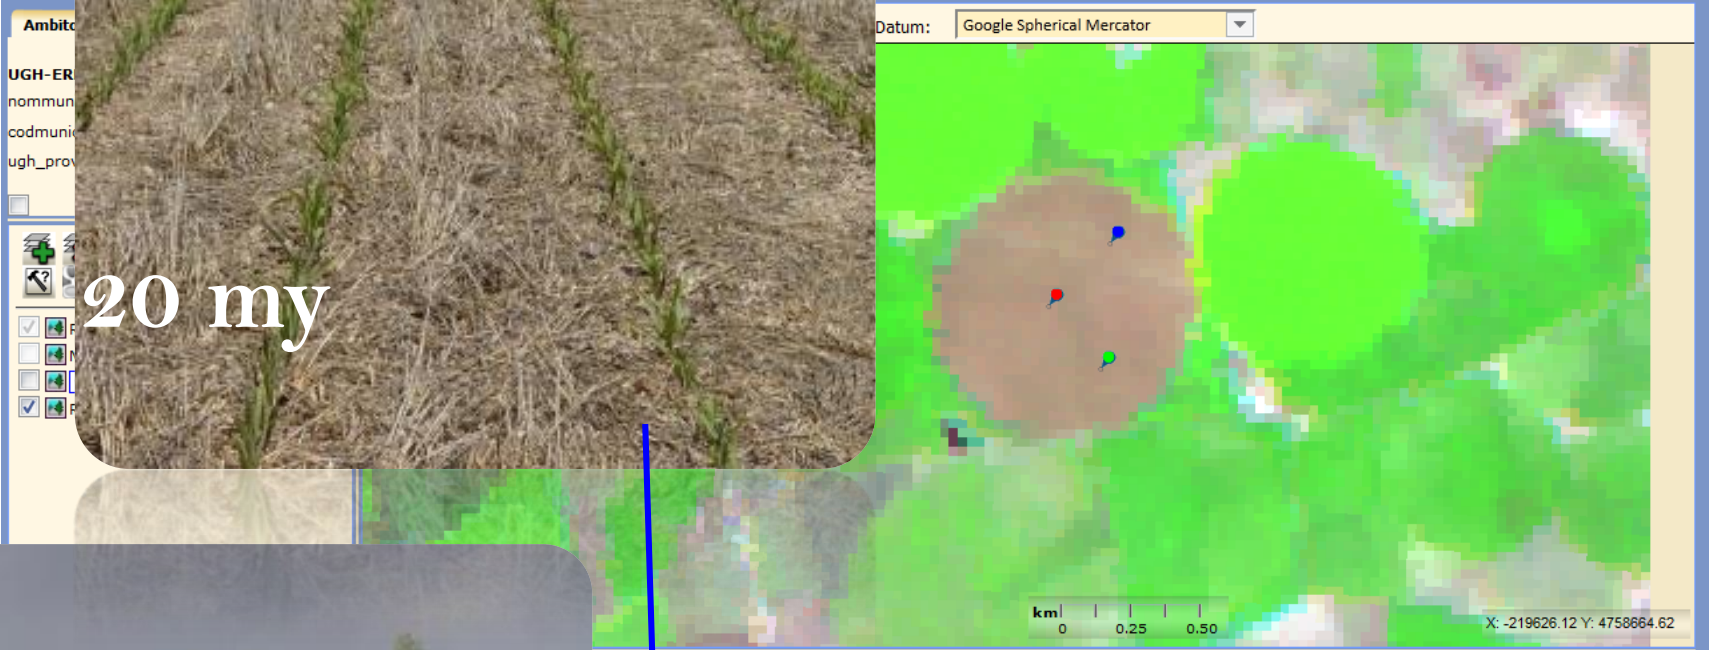 Ambito
Datum: Google Spherical Mercator
UGH-ER
nommun
codmuni
ugh_prov
20 my
km
0 0.25 0.50
X: -219626.12 Y: 4758664.62